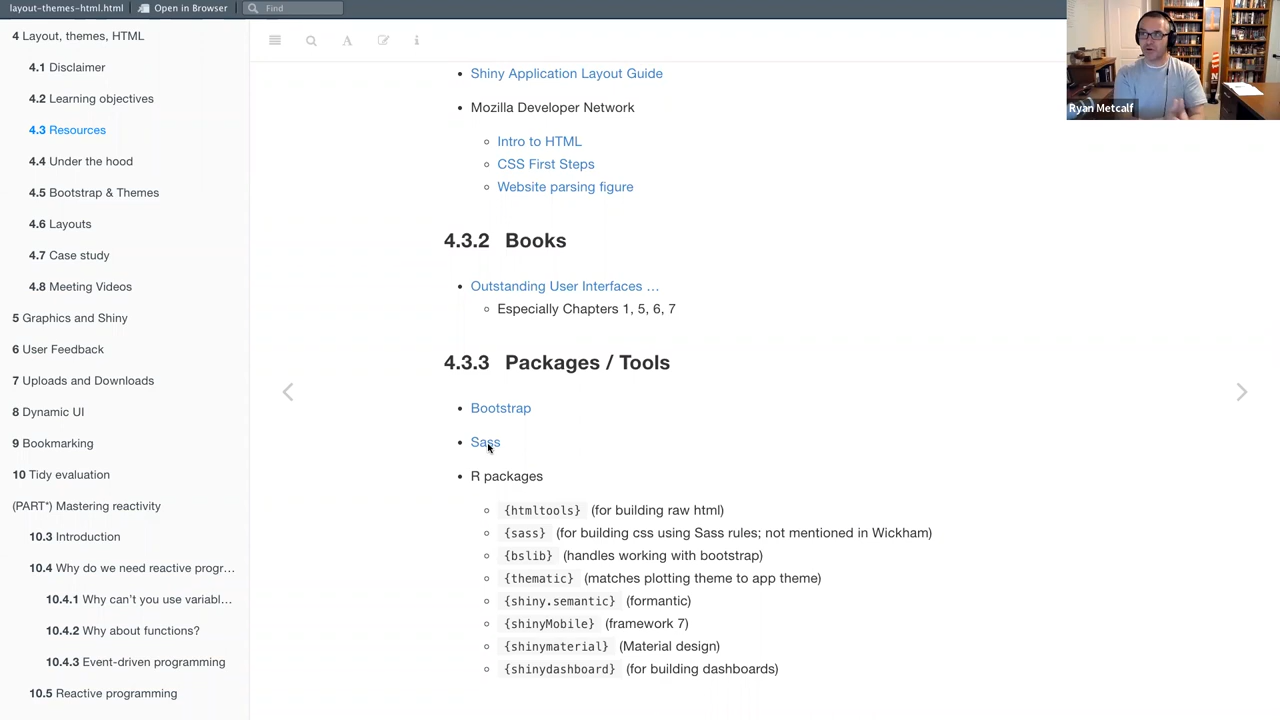 layout-themes-html.html
Open in Browser
Find
4 Layout, themes, HTML
4.1 Disclaimer
4.2 Learning objectives
4.3 Resources
4.4 Under the hood
4.5 Bootstrap & Themes
4.6 Layouts
4.7 Case study
4.8 Meeting Videos
5 Graphics and Shiny
6 User Feedback
7 Uploads and Downloads
8 Dynamic UI
9 Bookmarking
10 Tidy evaluation
(PART*) Mastering reactivity
10.3 Introduction
10.4 Why do we need reactive progr…
10.4.1 Why can't you use variabl…
10.4.2 Why about functions?
10.4.3 Event-driven programming
10.5 Reactive programming
Shiny Application Layout Guide
Mozilla Developer Network
Intro to HTML
CSS First Steps
Website parsing figure
4.3.2 Books
Outstanding User Interfaces …
Especially Chapters 1, 5, 6, 7
4.3.3 Packages / Tools
Bootstrap
Sass
R packages
{htmltools} (for building raw html)
{sass} (for building css using Sass rules; not mentioned in Wickham)
{bslib} (handles working with bootstrap)
{thematic} (matches plotting theme to app theme)
{shiny.semantic} (formantic)
{shinyMobile} (framework 7)
{shinymaterial} (Material design)
{shinydashboard} (for building dashboards)
Ryan Metcalf